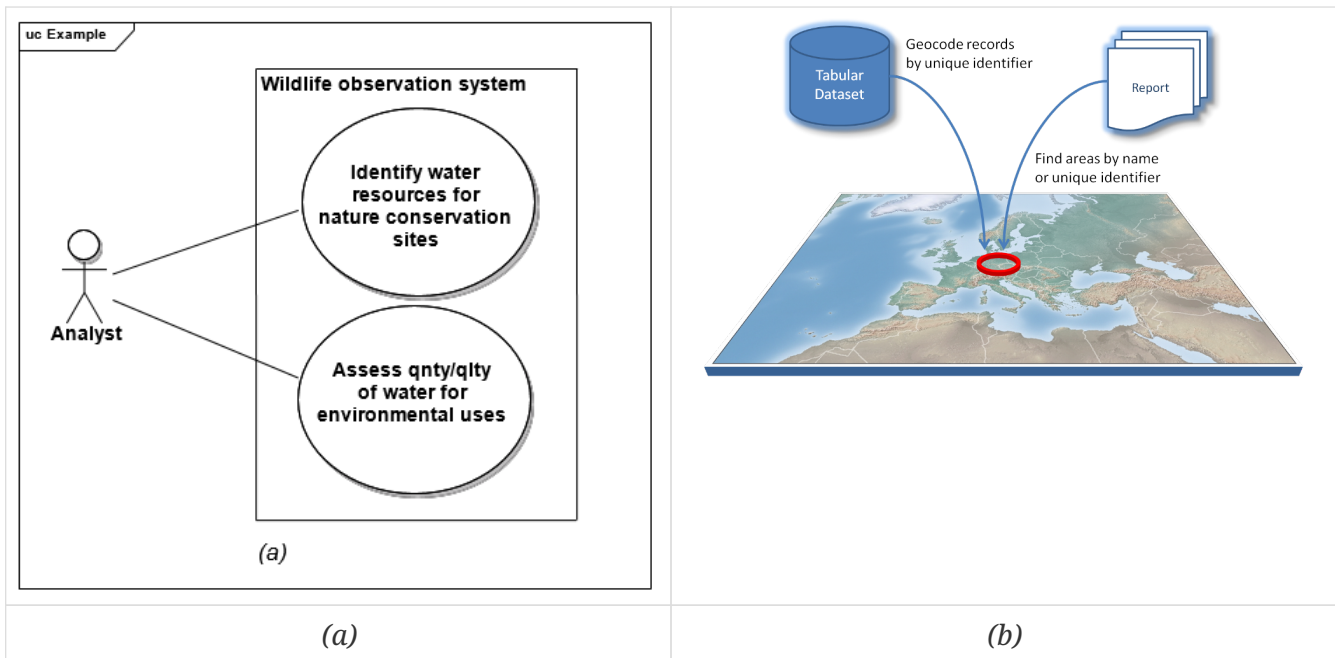 uc Example
Wildlife observation system
Identify water
resources for
nature conservation
sites
Analyst
Assess qnty/qlty
of water for
environmental uses
(a)
Tabular
Dataset
Geocode records
by unique identifier
Report
Find areas by name
or unique identifier
(a)
(b)